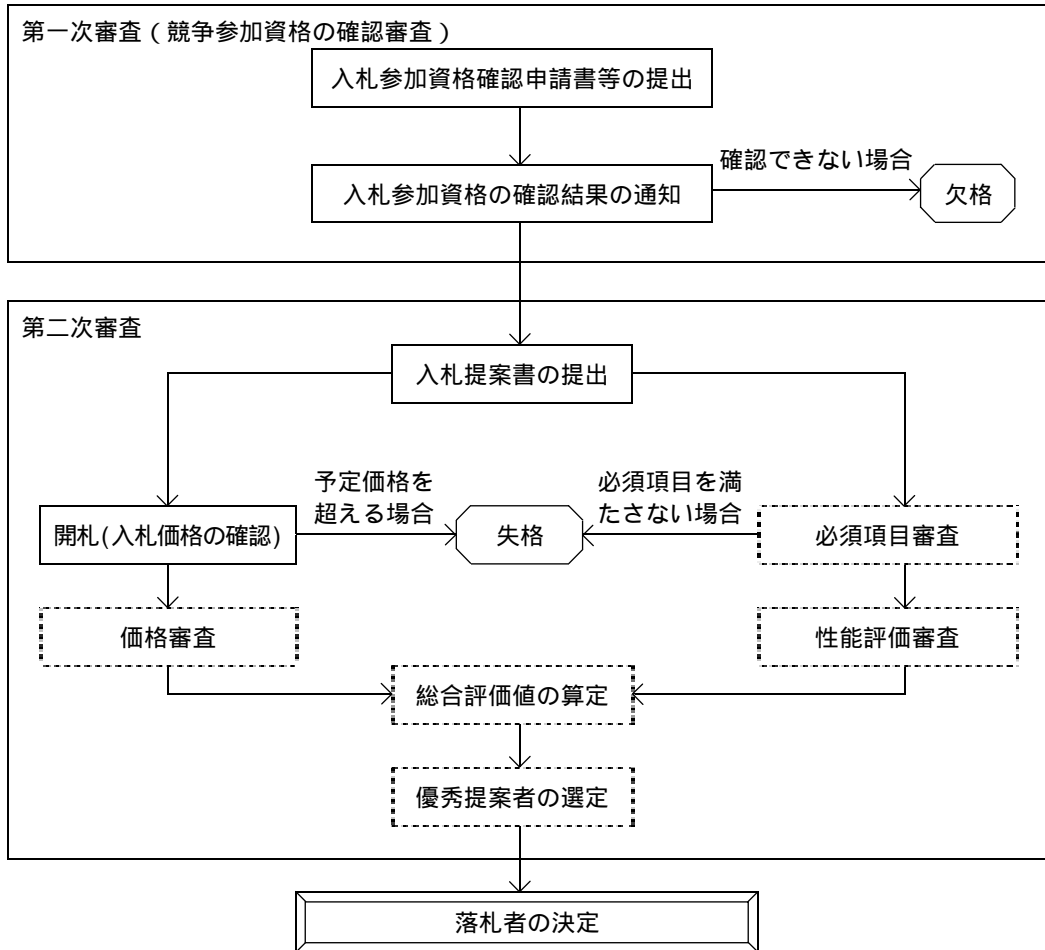 第一次審査（競争参加資格の確認審査）
入札参加資格確認申請書等の提出
確認できない場合
入札参加資格の確認結果の通知
欠格
第二次審査
入札提案書の提出
予定価格を
超える場合
必須項目を満
たさない場合
開札(入札価格の確認)
失格
必須項目審査
価格審査
性能評価審査
総合評価値の算定
優秀提案者の選定
落札者の決定